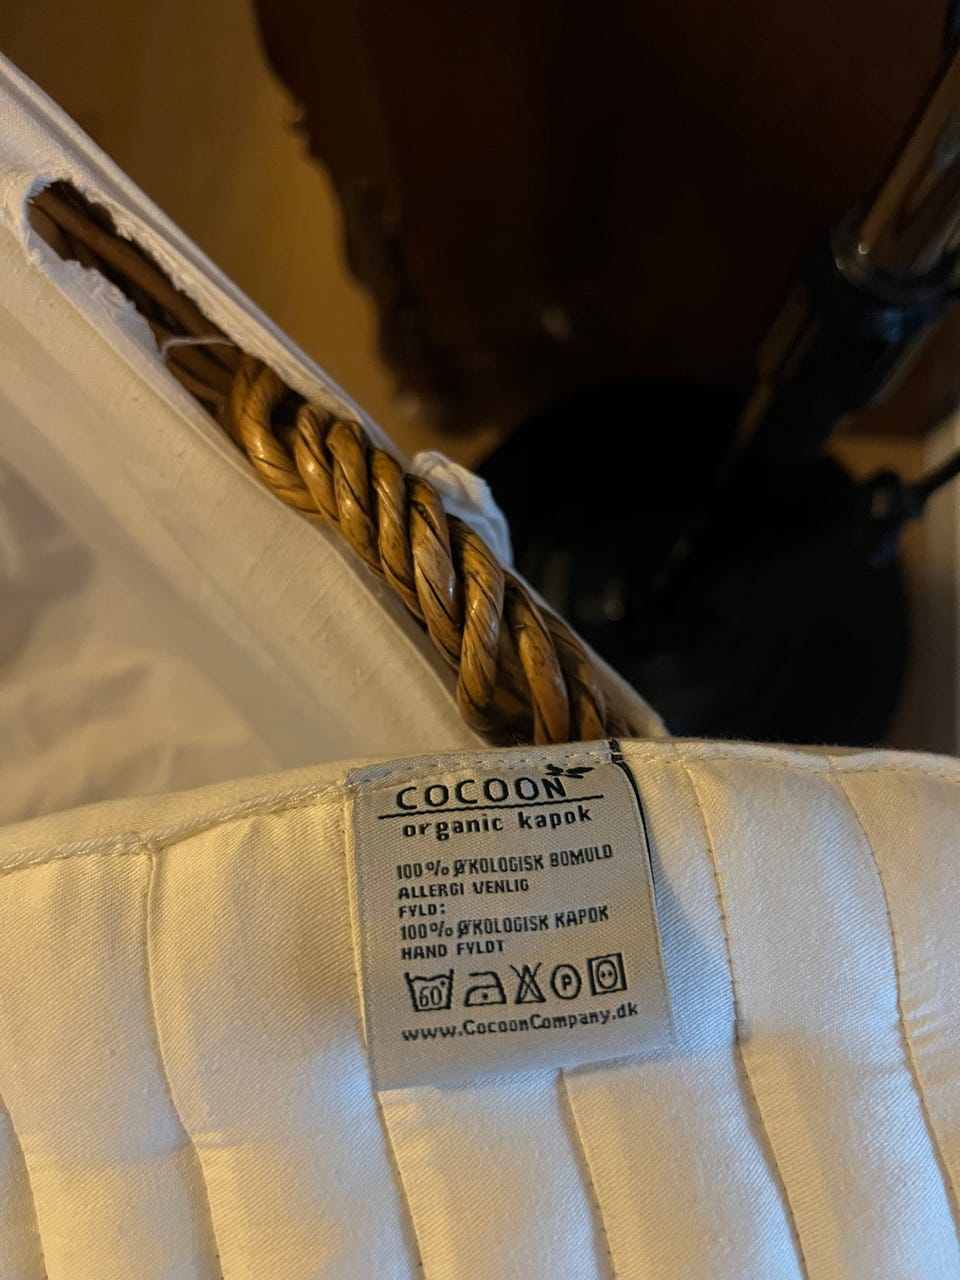 COCOON
organic kapok
100% ØKOLOGISK BOMULD
ALLERGI VENLIG
FYLD:
100% ØKOLOGISK KAPOK
HAND FYLDT
60° P
www.CocoonCompany.dk